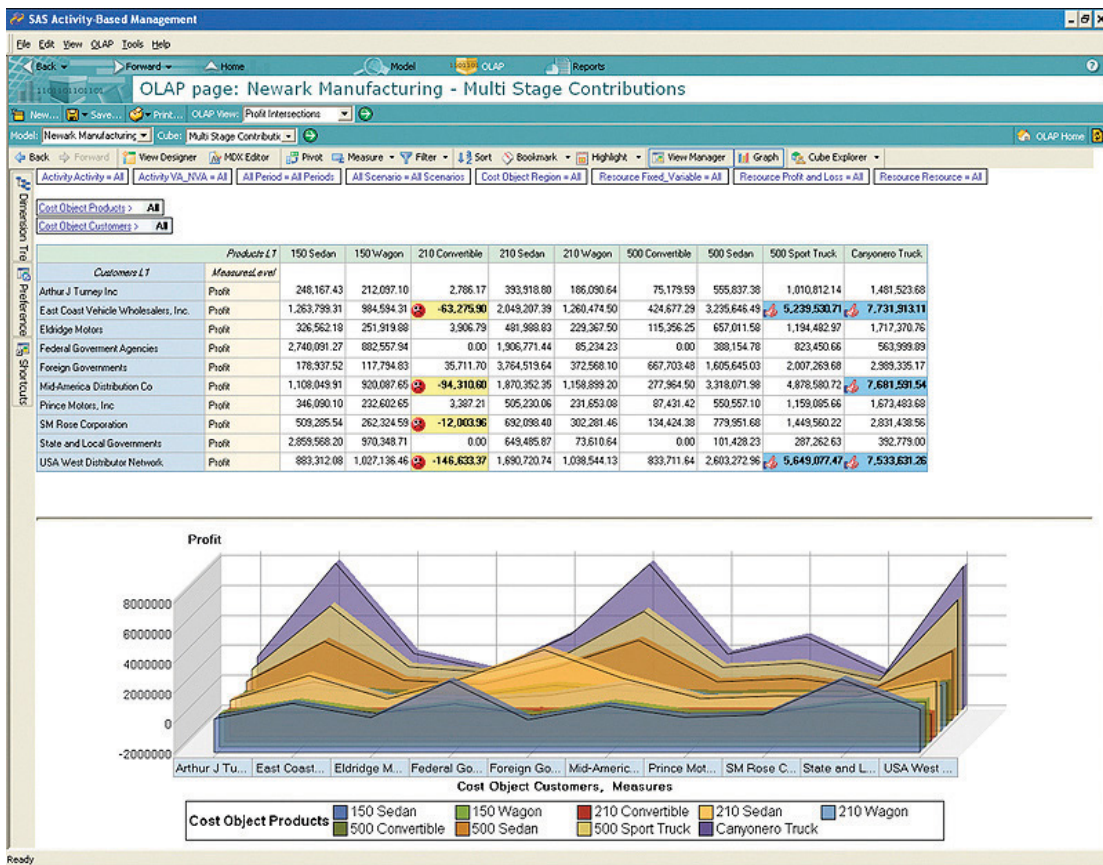 SAS Activity-Based Management
File Edit View OLAP Tools Help
Back Forward Home Model OLAP Reports
OLAP page: Newark Manufacturing - Multi Stage Contributions
New... Save... Print... OLAP View: Profit Intersections
Model: Newark Manufacturing Cube: Multi Stage Contributic OLAP Home
Back Forward View Designer MDX Editor Pivot Measure Filter Sort Bookmark Highlight View Manager Graph Cube Explorer
Activity Activity = All Activity VA_NVA = All All Period = All Periods All Scenario = All Scenarios Cost Object Region = All Resource Fixed_Variable = All Resource Profit and Loss = All Resource Resource = All
Dimension Tre
Preference
Shortcuts
Cost Object Products > All
Cost Object Customers > All
Products L1 150 Sedan 150 Wagon 210 Convertible 210 Sedan 210 Wagon 500 Convertible 500 Sedan 500 Sport Truck Canyonero Truck
Customers L1 MeasuresLevel
Arthur J Turney Inc Profit 248,167.43 212,097.10 2,786.17 393,918.80 186,090.64 75,179.59 555,837.38 1,010,812.14 1,481,523.68
East Coast Vehicle Wholesalers, Inc. Profit 1,263,799.31 984,594.31 -63,275.90 2,049,207.39 1,260,474.50 424,677.29 3,235,646.49 5,239,530.71 7,731,913.11
Eldridge Motors Profit 326,562.18 251,919.88 3,906.79 481,988.83 229,367.50 115,356.25 657,011.58 1,194,482.97 1,717,370.76
Federal Goverment Agencies Profit 2,740,091.27 882,557.94 0.00 1,906,771.44 85,234.23 0.00 388,154.78 823,450.66 563,999.89
Foreign Governments Profit 178,937.52 117,794.83 35,711.70 3,764,519.64 372,568.10 667,703.48 1,605,645.03 2,007,269.68 2,989,335.17
Mid-America Distribution Co Profit 1,108,049.91 920,087.65 -94,310.60 1,870,352.35 1,158,899.20 277,964.50 3,318,071.98 4,878,580.72 7,681,591.54
Prince Motors, Inc Profit 346,090.10 232,602.65 3,387.21 505,230.06 231,653.08 87,431.42 550,557.10 1,159,085.66 1,673,483.68
SM Rose Corporation Profit 509,285.54 262,324.59 -12,003.96 692,098.40 302,281.46 134,424.38 779,951.68 1,449,560.22 2,831,438.56
State and Local Governments Profit 2,859,568.20 970,348.71 0.00 649,485.87 73,610.64 0.00 101,428.23 287,262.63 392,779.00
USA West Distributor Network Profit 883,312.08 1,027,136.46 -146,633.37 1,690,720.74 1,038,544.13 833,711.64 2,603,272.96 5,649,077.47 7,533,631.26
Profit
8000000
6000000
4000000
2000000
0
-2000000
Arthur J Tu... East Coast... Eldridge M... Federal Go... Foreign Go... Mid-Americ... Prince Mot... SM Rose C... State and L... USA West ...
Cost Object Customers, Measures
Cost Object Products 150 Sedan 150 Wagon 210 Convertible 210 Sedan 210 Wagon
500 Convertible 500 Sedan 500 Sport Truck Canyonero Truck
Ready